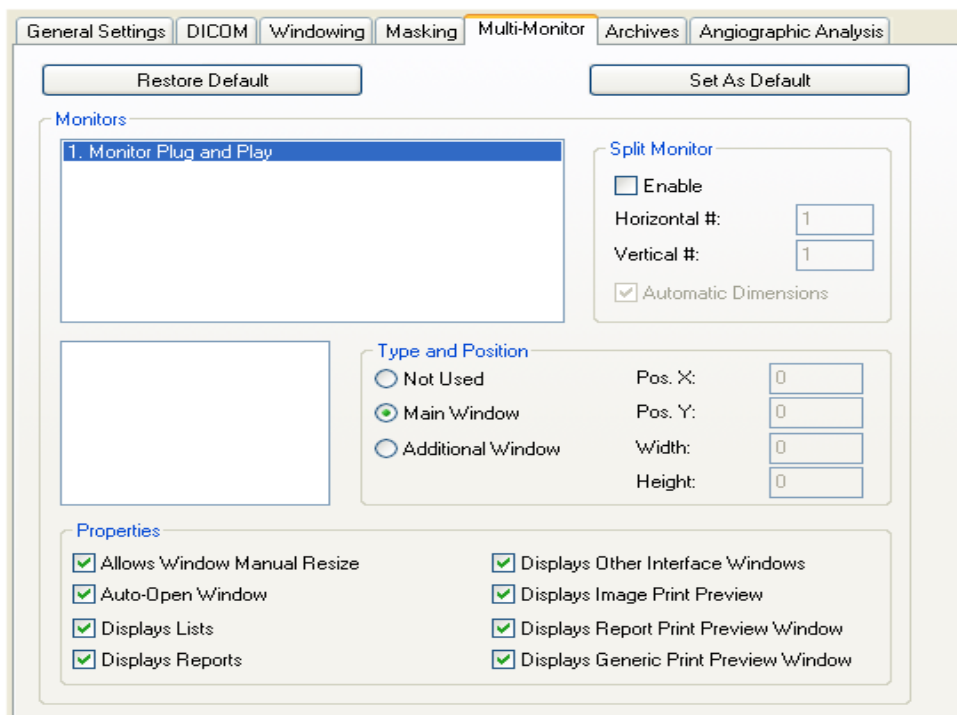 General Settings DICOM Windowing Masking Multi-Monitor Archives Angiographic Analysis
Restore Default Set As Default
Monitors
1. Monitor Plug and Play
Split Monitor
Enable
Horizontal #: 1
Vertical #: 1
Automatic Dimensions
Type and Position
Not Used
Main Window
Additional Window
Pos. X: 0
Pos. Y: 0
Width: 0
Height: 0
Properties
Allows Window Manual Resize
Auto-Open Window
Displays Lists
Displays Reports
Displays Other Interface Windows
Displays Image Print Preview
Displays Report Print Preview Window
Displays Generic Print Preview Window